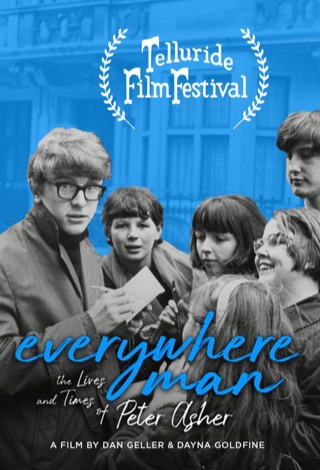 Telluride
Film Festival
everywhere
man
the Lives
and Times
of Peter Asher
A FILM BY DAN GELLER & DAYNA GOLDFINE